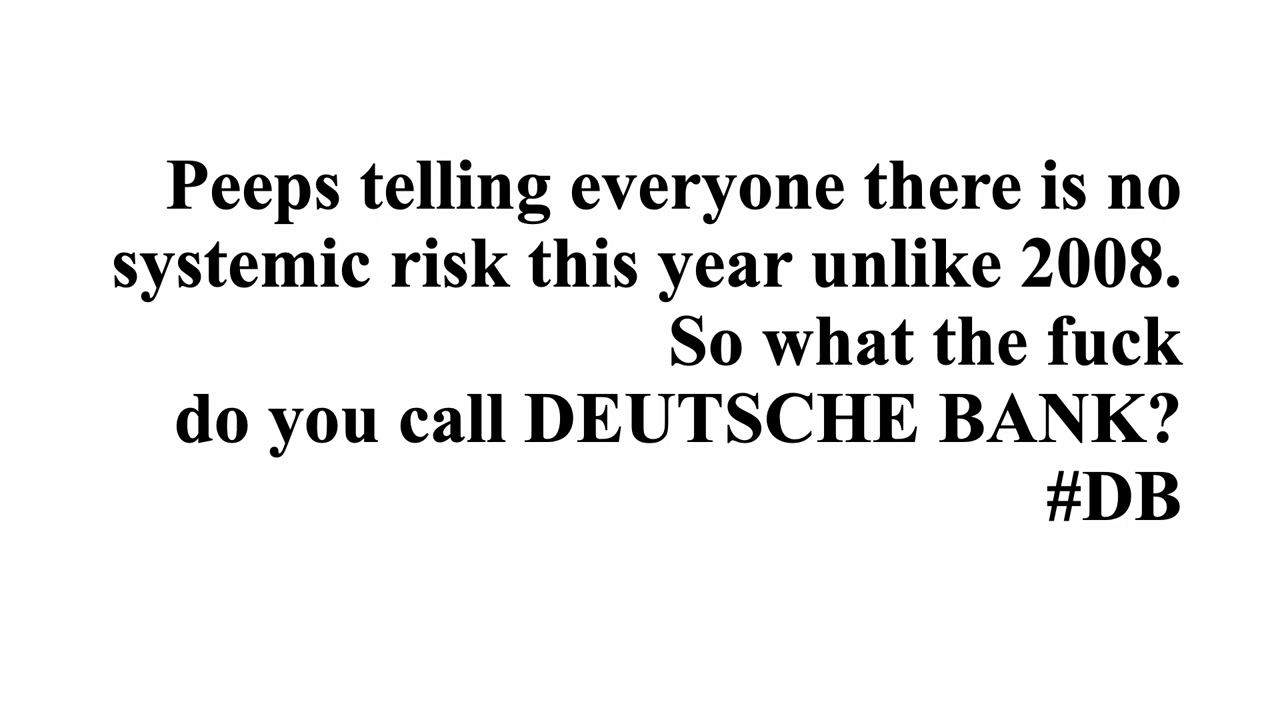 Peeps telling everyone there is no
systemic risk this year unlike 2008.
So what the fuck
do you call DEUTSCHE BANK?
#DB